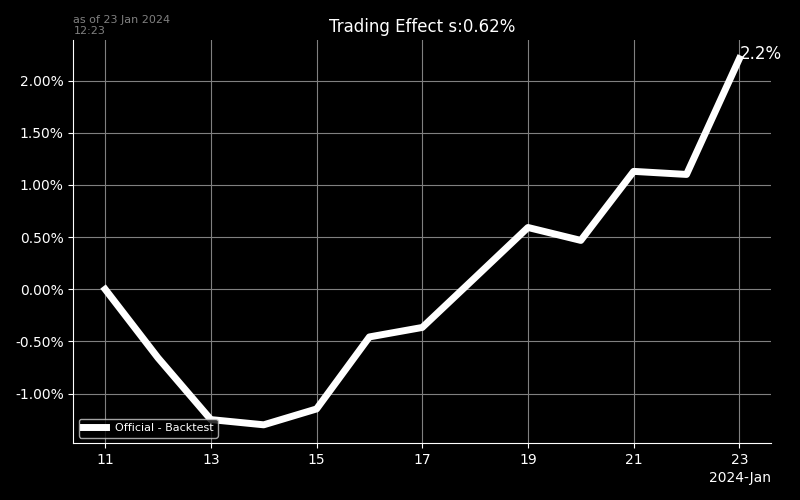 as of 23 Jan 2024
12:23
Trading Effect s:0.62%
2.2%
2.00%
1.50%
1.00%
0.50%
0.00%
-0.50%
-1.00%
Official - Backtest
11 13 15 17 19 21 23
2024-Jan